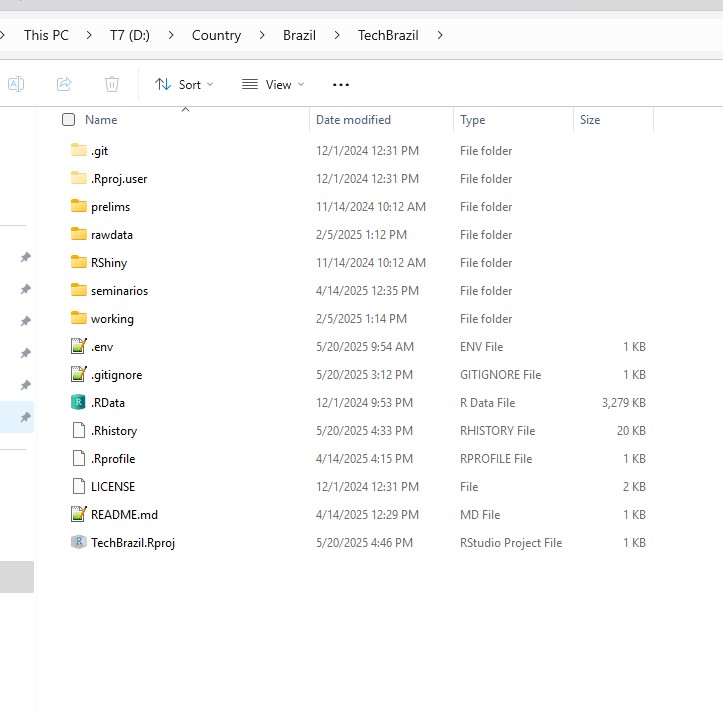 This PC > T7 (D:) > Country > Brazil > TechBrazil >
Sort View ...
Name Date modified Type Size
.git 12/1/2024 12:31 PM File folder
.Rproj.user 12/1/2024 12:31 PM File folder
prelims 11/14/2024 10:12 AM File folder
rawdata 2/5/2025 1:12 PM File folder
RShiny 11/14/2024 10:12 AM File folder
seminarios 4/14/2025 12:35 PM File folder
working 2/5/2025 1:14 PM File folder
.env 5/20/2025 9:54 AM ENV File 1 KB
.gitignore 5/20/2025 3:12 PM GITIGNORE File 1 KB
.RData 12/1/2024 9:53 PM R Data File 3,279 KB
.Rhistory 5/20/2025 4:33 PM RHISTORY File 20 KB
.Rprofile 4/14/2025 4:15 PM RPROFILE File 1 KB
LICENSE 12/1/2024 12:31 PM File 2 KB
README.md 4/14/2025 12:29 PM MD File 1 KB
TechBrazil.Rproj 5/20/2025 4:46 PM RStudio Project File 1 KB